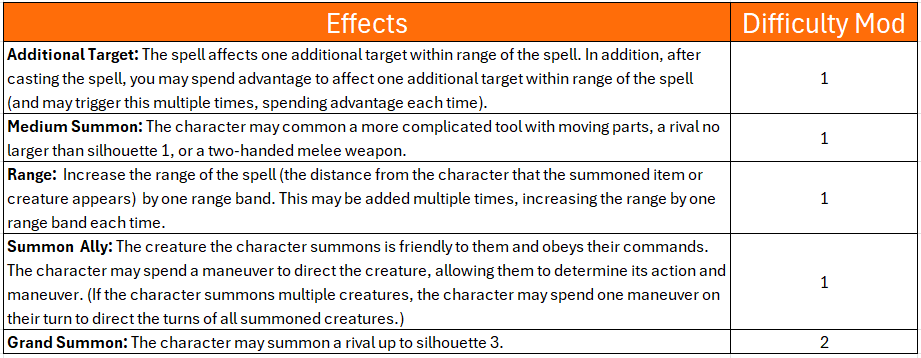 Effects Difficulty Mod
Additional Target: The spell affects one additional target within range of the spell. In addition, after
casting the spell, you may spend advantage to affect one additional target within range of the spell
(and may trigger this multiple times, spending advantage each time).
1
Medium Summon: The character may common a more complicated tool with moving parts, a rival no
larger than silhouette 1, or a two-handed melee weapon.
1
Range: Increase the range of the spell (the distance from the character that the summoned item or
creature appears) by one range band. This may be added multiple times, increasing the range by one
range band each time.
1
Summon Ally: The creature the character summons is friendly to them and obeys their commands.
The character may spend a maneuver to direct the creature, allowing them to determine its action and
maneuver. (If the character summons multiple creatures, the character may spend one maneuver on
their turn to direct the turns of all summoned creatures.)
1
Grand Summon: The character may summon a rival up to silhouette 3.
2